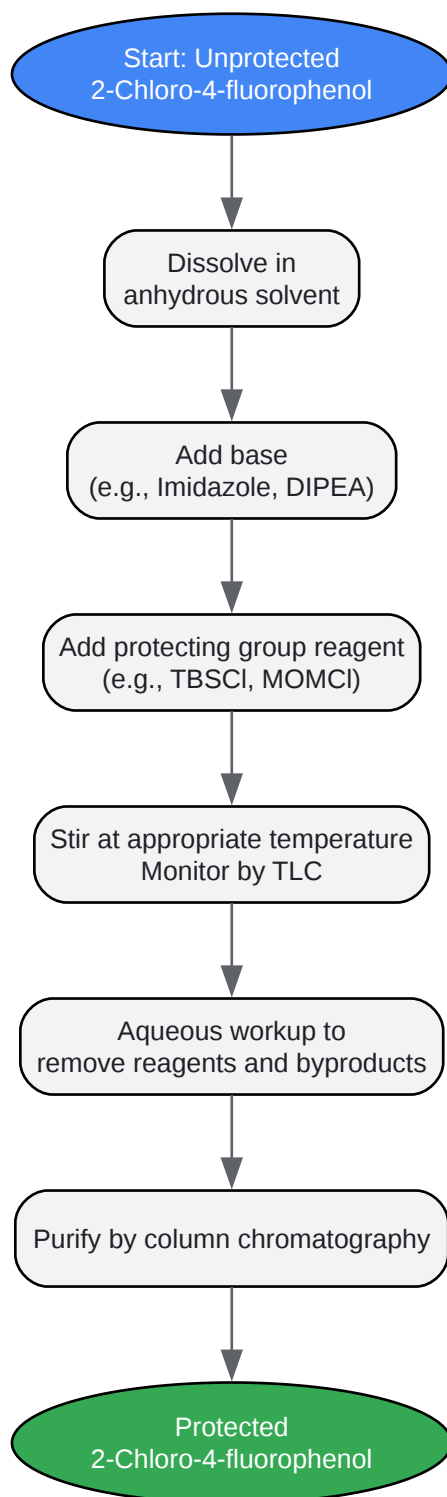 Start: Unprotected
2-Chloro-4-fluorophenol
Dissolve in
anhydrous solvent
Add base
(e.g., Imidazole, DIPEA)
Add protecting group reagent
(e.g., TBSCl, MOMCl)
Stir at appropriate temperature
Monitor by TLC
Aqueous workup to
remove reagents and byproducts
Purify by column chromatography
Protected
2-Chloro-4-fluorophenol